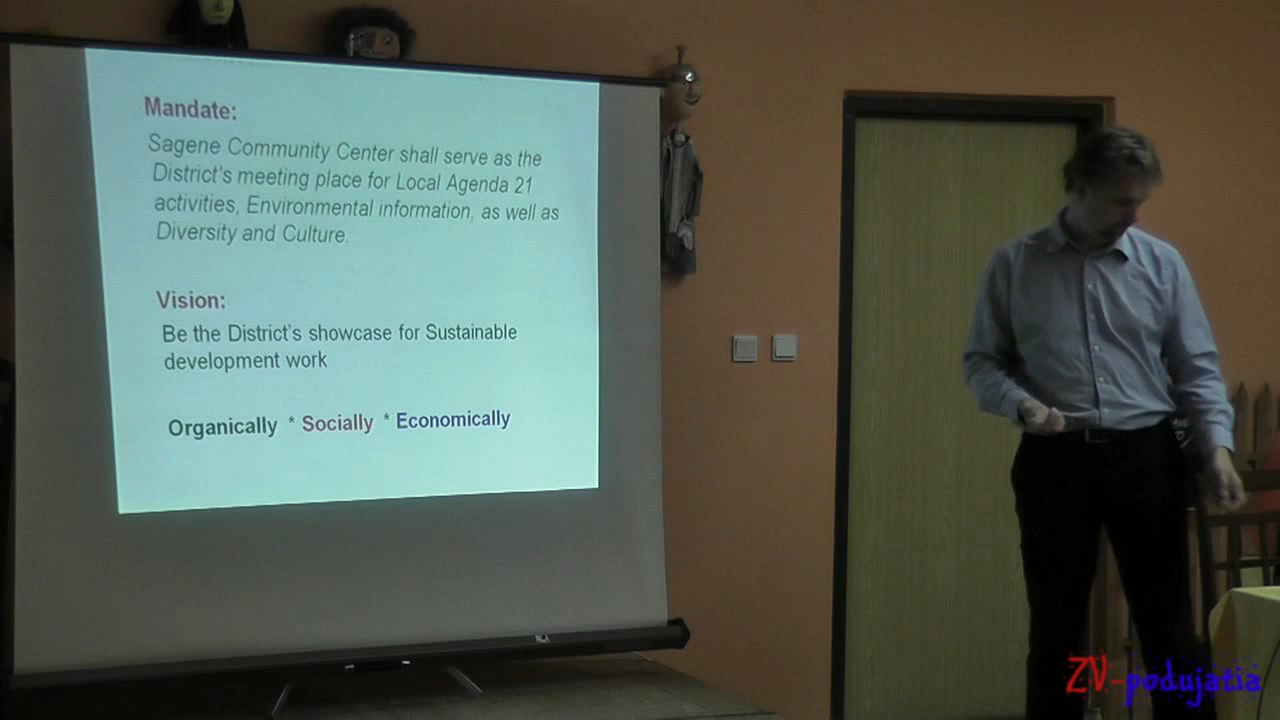 Mandate:
Sagene Community Center shall serve as the
District's meeting place for Local Agenda 21
activities, Environmental information, as well as
Diversity and Culture
Vision:
Be the District's showcase for Sustainable
development work
Organically * Socially * Economically
ZV-podujatia